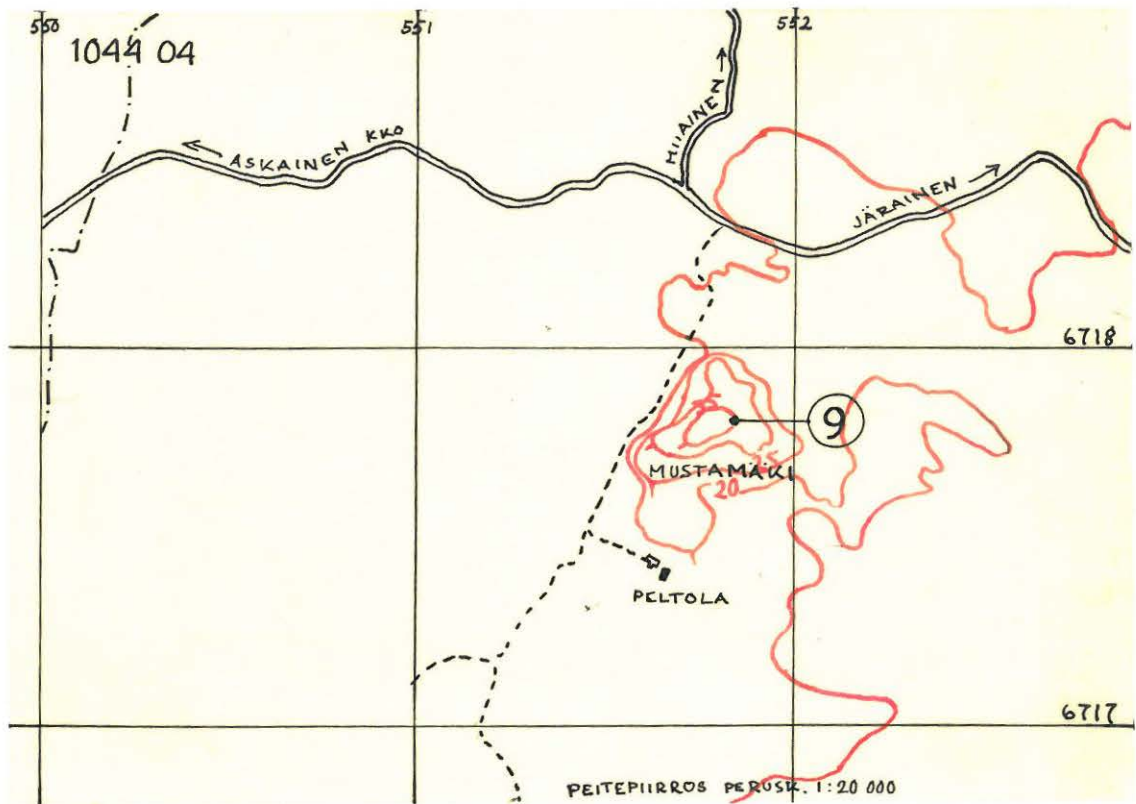 550
551
552
1044 04
ASKAINEN KKO
MIIAINEN
JÄRAINEN
6718
9
MUSTAMÄKI
25
20
PELTOLA
6717
PEITEPIIRROS PERUSK. 1:20 000